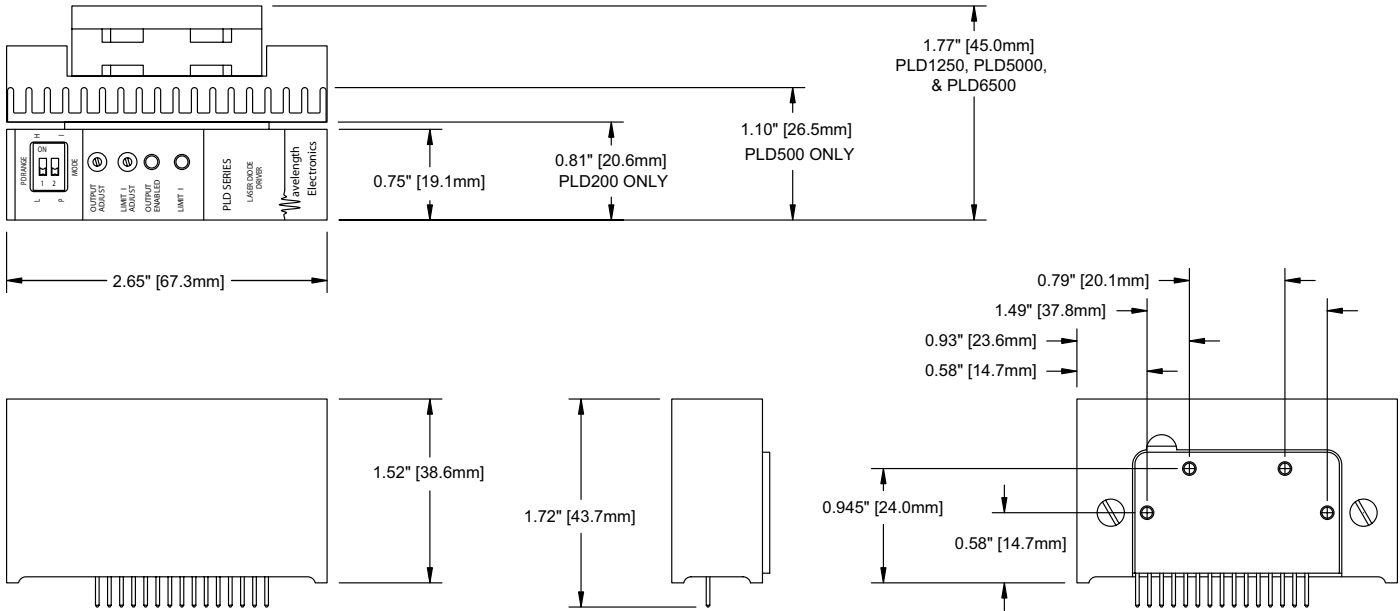 1.77" [45.0mm]
PLD1250, PLD5000,
& PLD6500
1.10" [26.5mm]
PLD500 ONLY
0.81" [20.6mm]
PLD200 ONLY
0.75" [19.1mm]
PD RANGE
H
I
ON
1 2
L
P
MODE
OUTPUT
ADJUST
LIMIT I
ADJUST
OUTPUT
ENABLED
LIMIT I
PLD SERIES
LASER DIODE
DRIVER
Wavelength
Electronics
2.65" [67.3mm]
0.79" [20.1mm]
1.49" [37.8mm]
0.93" [23.6mm]
0.58" [14.7mm]
1.52" [38.6mm]
1.72" [43.7mm]
0.945" [24.0mm]
0.58" [14.7mm]